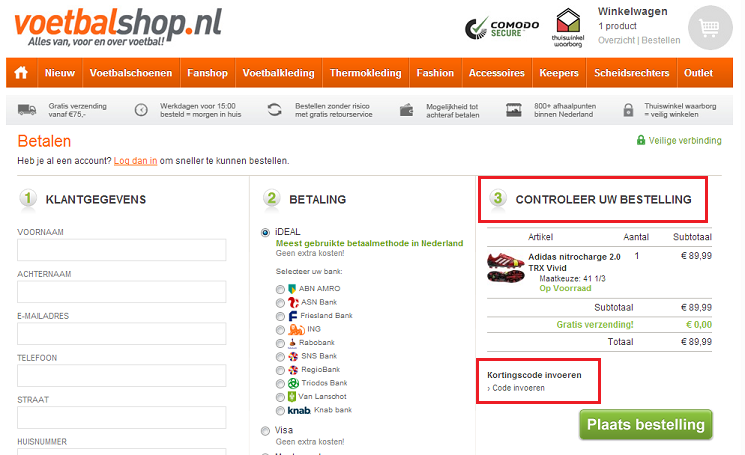 voetbalshop.nl
Alles van, voor en over voetbal!
COMODO
SECURE™
thuiswinkel
waarborg
Winkelwagen
1 product
Overzicht | Bestellen
Nieuw Voetbalschoenen Fanshop Voetbalkleding Thermokleding Fashion Accessoires Keepers Scheidsrechters Outlet
Gratis verzending
vanaf €75,-
Werkdagen voor 15:00
besteld = morgen in huis
Bestellen zonder risico
met gratis retourservice
Mogelijkheid tot
achteraf betalen
800+ afhaalpunten
binnen Nederland
Thuiswinkel waarborg
= veilig winkelen
Betalen
Veilige verbinding
Heb je al een account? Log dan in om sneller te kunnen bestellen.
1 KLANTGEGEVENS
VOORNAAM
ACHTERNAAM
E-MAILADRES
TELEFOON
STRAAT
HUISNUMMER
2 BETALING
iDEAL
Meest gebruikte betaalmethode in Nederland
Geen extra kosten!
Selecteer uw bank:
ABN AMRO
ASN Bank
Friesland Bank
ING
Rabobank
SNS Bank
RegioBank
Triodos Bank
Van Lanschot
knab Knab bank
Visa
Geen extra kosten!
3 CONTROLEER UW BESTELLING
Artikel Aantal Subtotaal
Adidas nitrocharge 2.0 1 € 89,99
TRX Vivid
Maatkeuze: 41 1/3
Op Voorraad
Subtotaal € 89,99
Gratis verzending! € 0,00
Totaal € 89,99
Kortingscode invoeren
› Code invoeren
Plaats bestelling